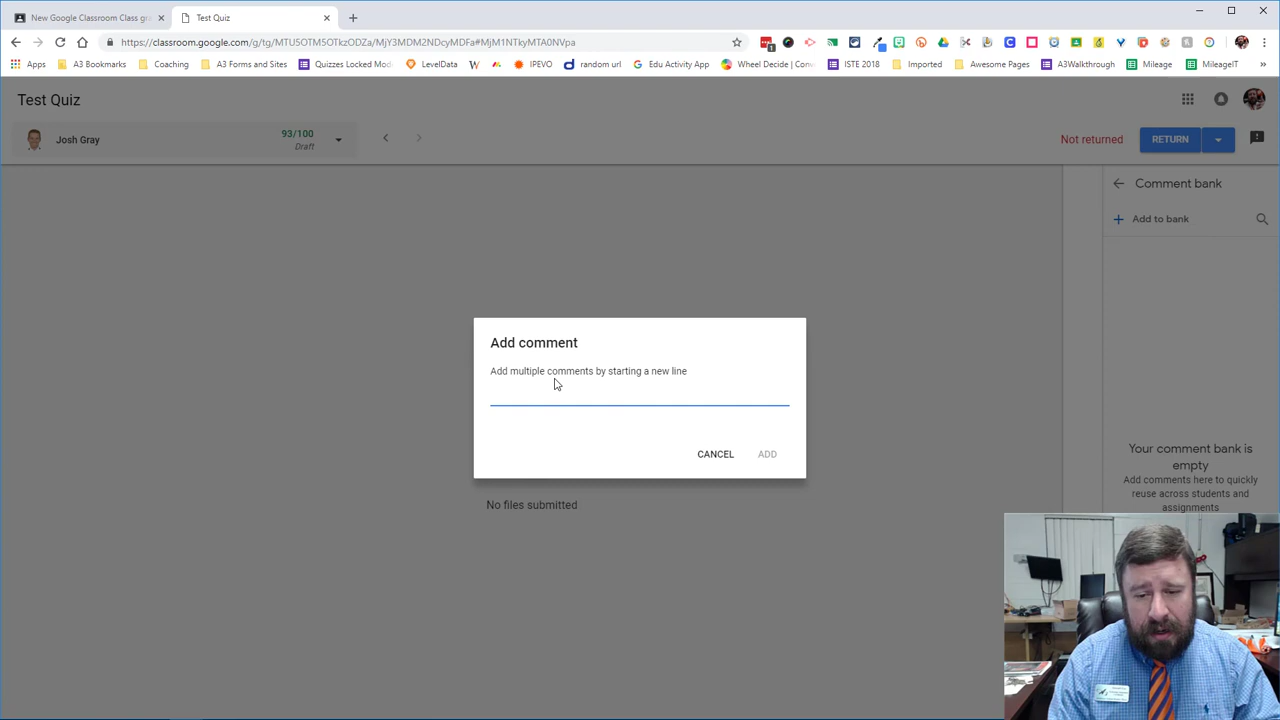 New Google Classroom Class gra
Test Quiz
https://classroom.google.com/g/tg/MTU5OTM5OTkzODZa/MjY3MDM2NDcyMDFa#MjM1NTkyMTA0NVpa
Apps
A3 Bookmarks
Coaching
A3 Forms and Sites
Quizzes Locked Mod
LevelData
IPEVO
random url
Edu Activity App
Wheel Decide | Conv
ISTE 2018
Imported
Awesome Pages
A3Walkthrough
Mileage
MileageIT
Test Quiz
Josh Gray
93/100
Draft
Not returned
RETURN
Comment bank
Add to bank
Add comment
Add multiple comments by starting a new line
CANCEL
ADD
Your comment bank is
empty
Add comments here to quickly
reuse across students and
assignments
No files submitted